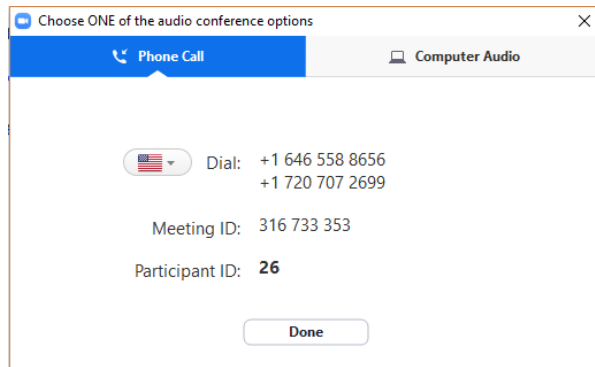 Choose ONE of the audio conference options
Phone Call
Computer Audio
Dial: +1 646 558 8656
+1 720 707 2699
Meeting ID: 316 733 353
Participant ID: 26
Done